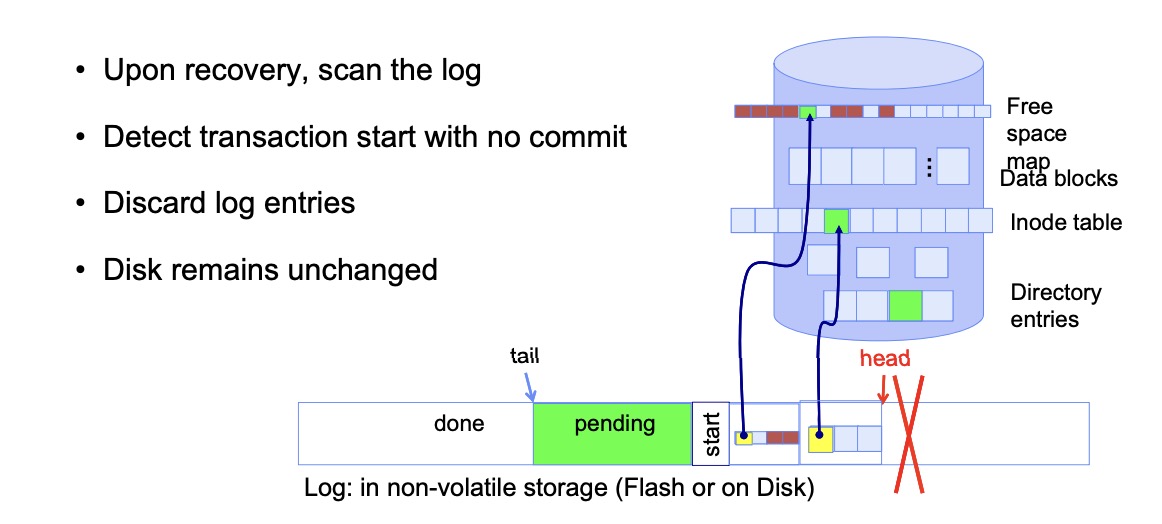 • Upon recovery, scan the log
• Detect transaction start with no commit
• Discard log entries
• Disk remains unchanged
Free
space
map
Data blocks
Inode table
Directory
entries
tail
head
done
pending
start
Log: in non-volatile storage (Flash or on Disk)